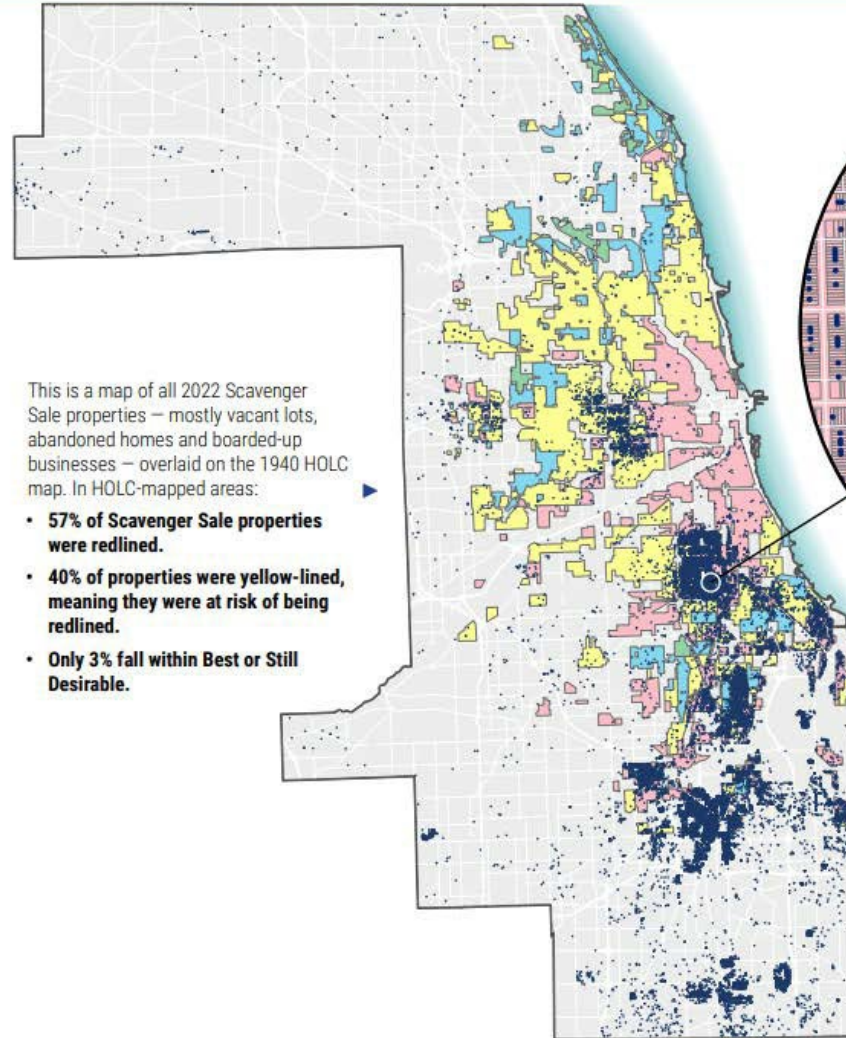 This is a map of all 2022 Scavenger
Sale properties — mostly vacant lots,
abandoned homes and boarded-up
businesses — overlaid on the 1940 HOLC
map. In HOLC-mapped areas:
• 57% of Scavenger Sale properties
were redlined.
• 40% of properties were yellow-lined,
meaning they were at risk of being
redlined.
• Only 3% fall within Best or Still
Desirable.